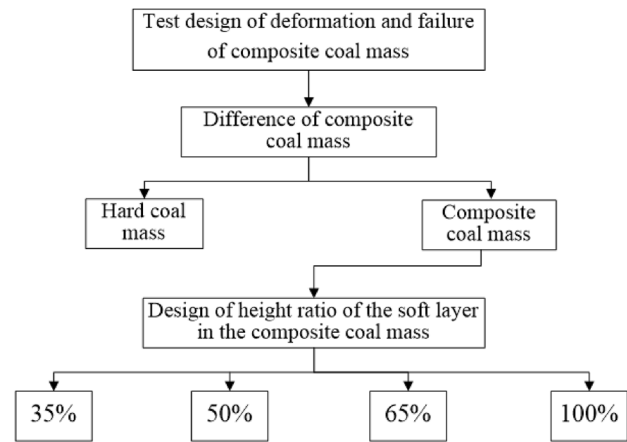 Test design of deformation and failure
of composite coal mass
Difference of composite
coal mass
Hard coal
mass
Composite
coal mass
Design of height ratio of the soft layer
in the composite coal mass
35%
50%
65%
100%